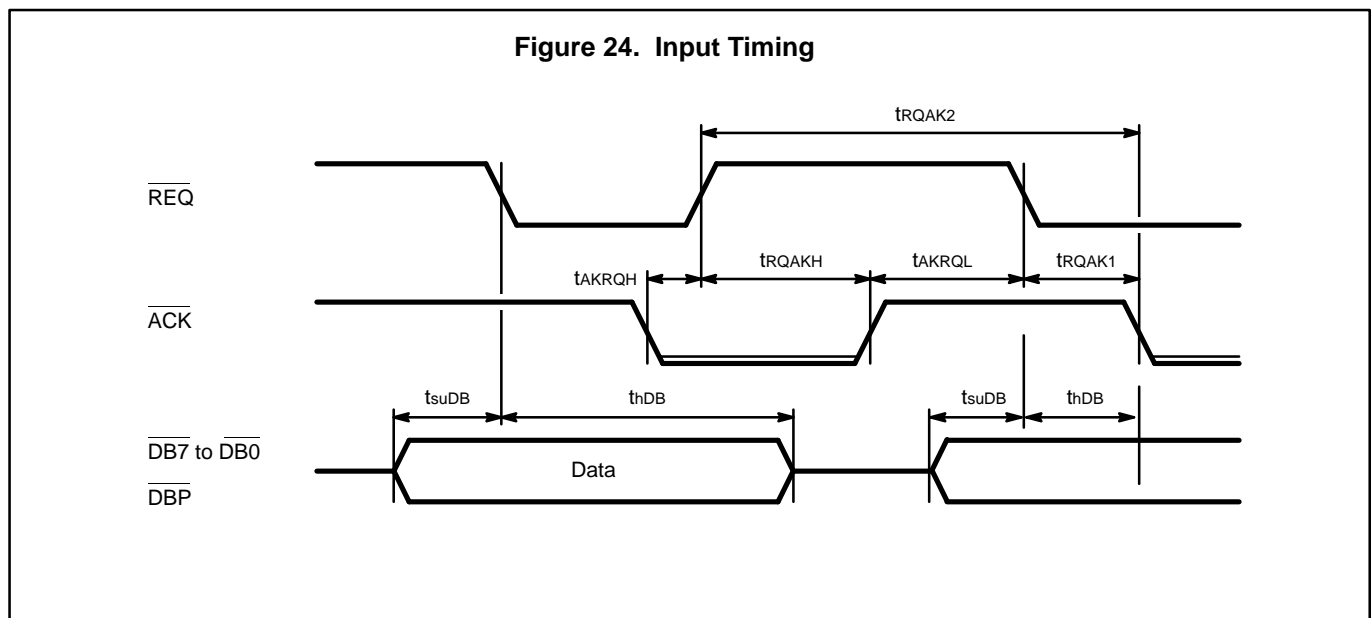 Figure 24. Input Timing
tRQAK2
REQ
tAKRQH
tRQAKH
tAKRQL
tRQAK1
ACK
tsuDB
thDB
tsuDB
thDB
DB7 to DB0
Data
DBP